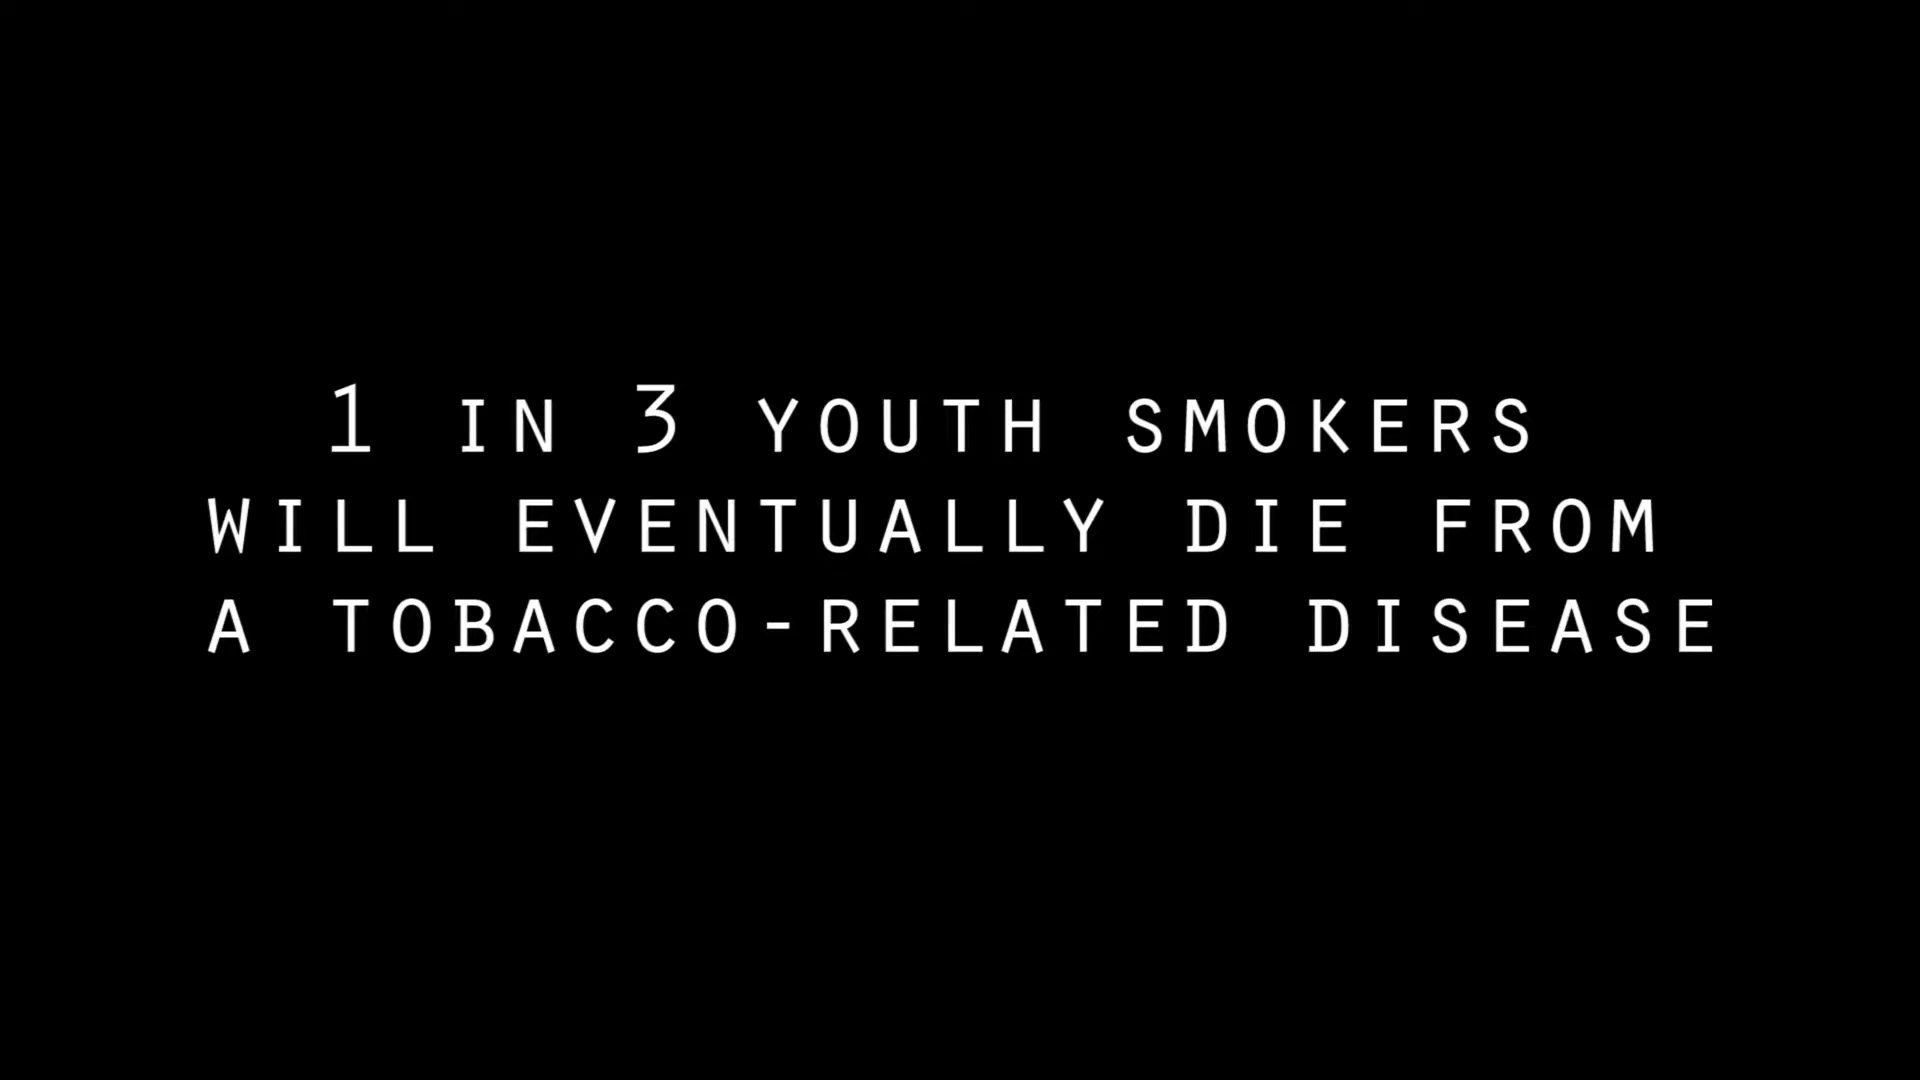 1 IN 3 YOUTH SMOKERS
WILL EVENTUALLY DIE FROM
A TOBACCO-RELATED DISEASE